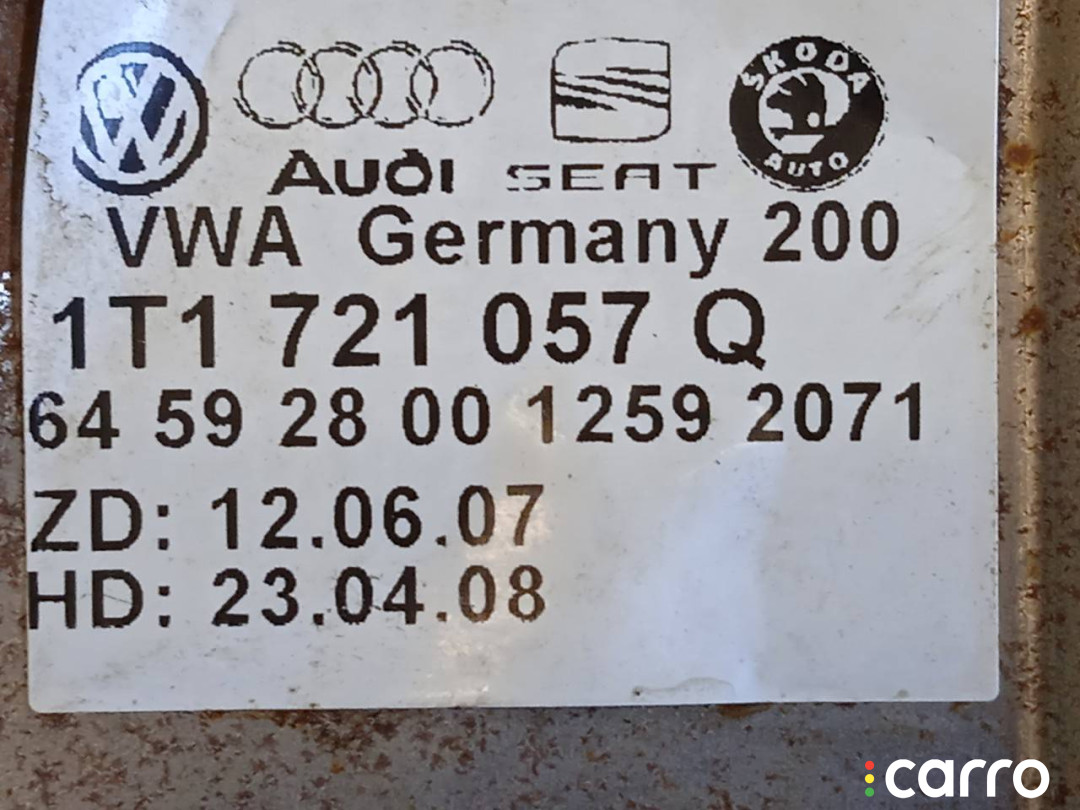 SKODA
AUTO
AUDI SEAT
VWA Germany 200
1T1 721 057 Q
64 59 28 00 1259 2071
ZD: 12.06.07
HD: 23.04.08
carro